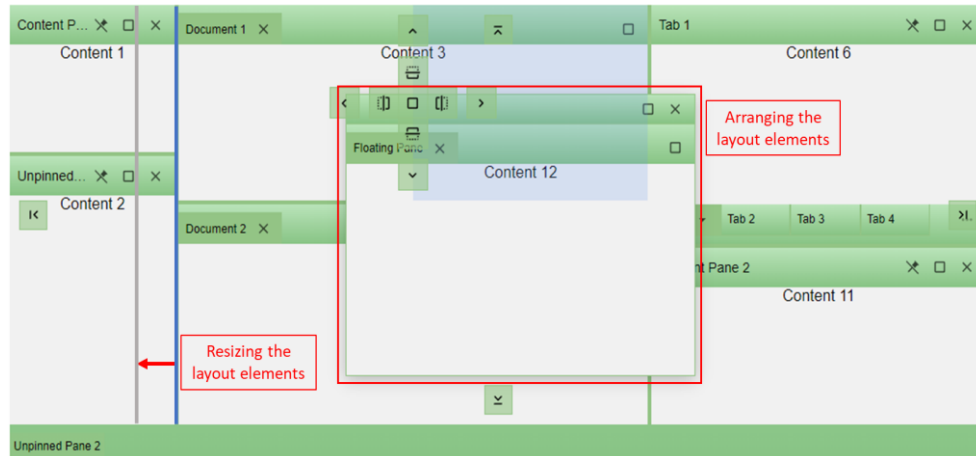 Content P...
Content 1
Document 1
Content 3
Tab 1
Content 6
Arranging the
layout elements
Floating Pane
Content 12
Unpinned...
Content 2
Document 2
Tab 2
Tab 3
Tab 4
nt Pane 2
Content 11
Resizing the
layout elements
Unpinned Pane 2